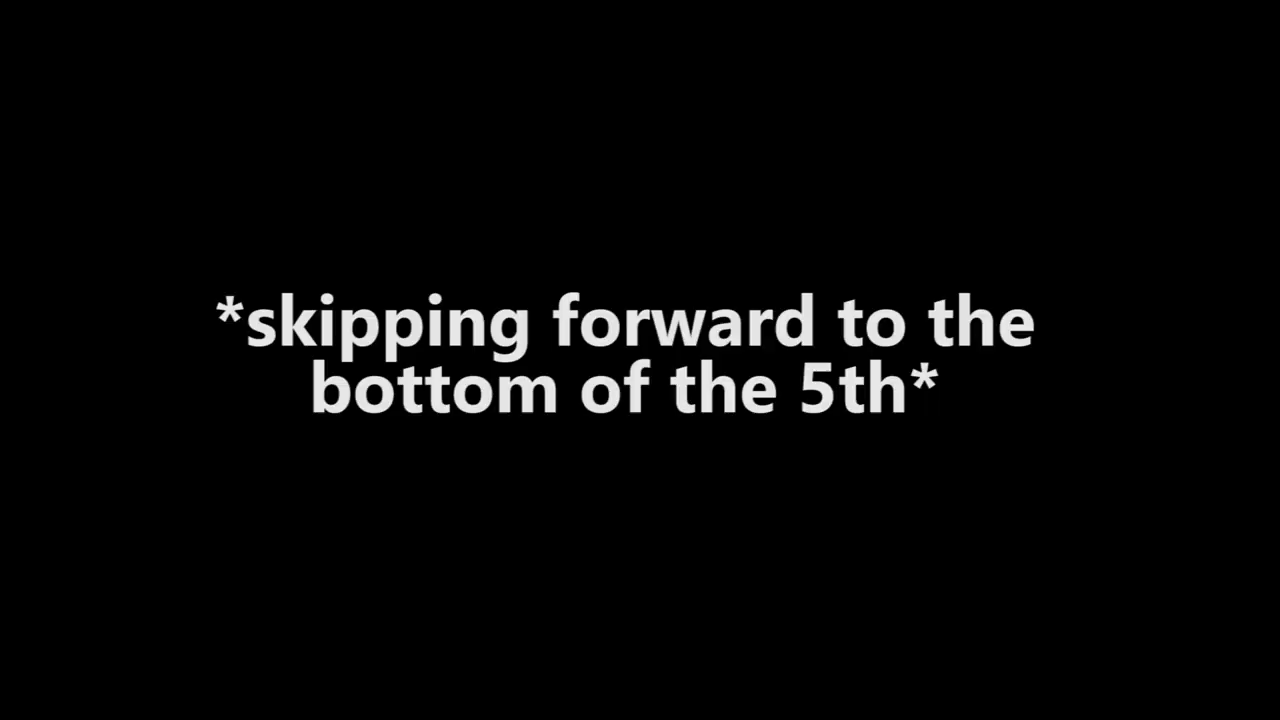 *skipping forward to the
bottom of the 5th*